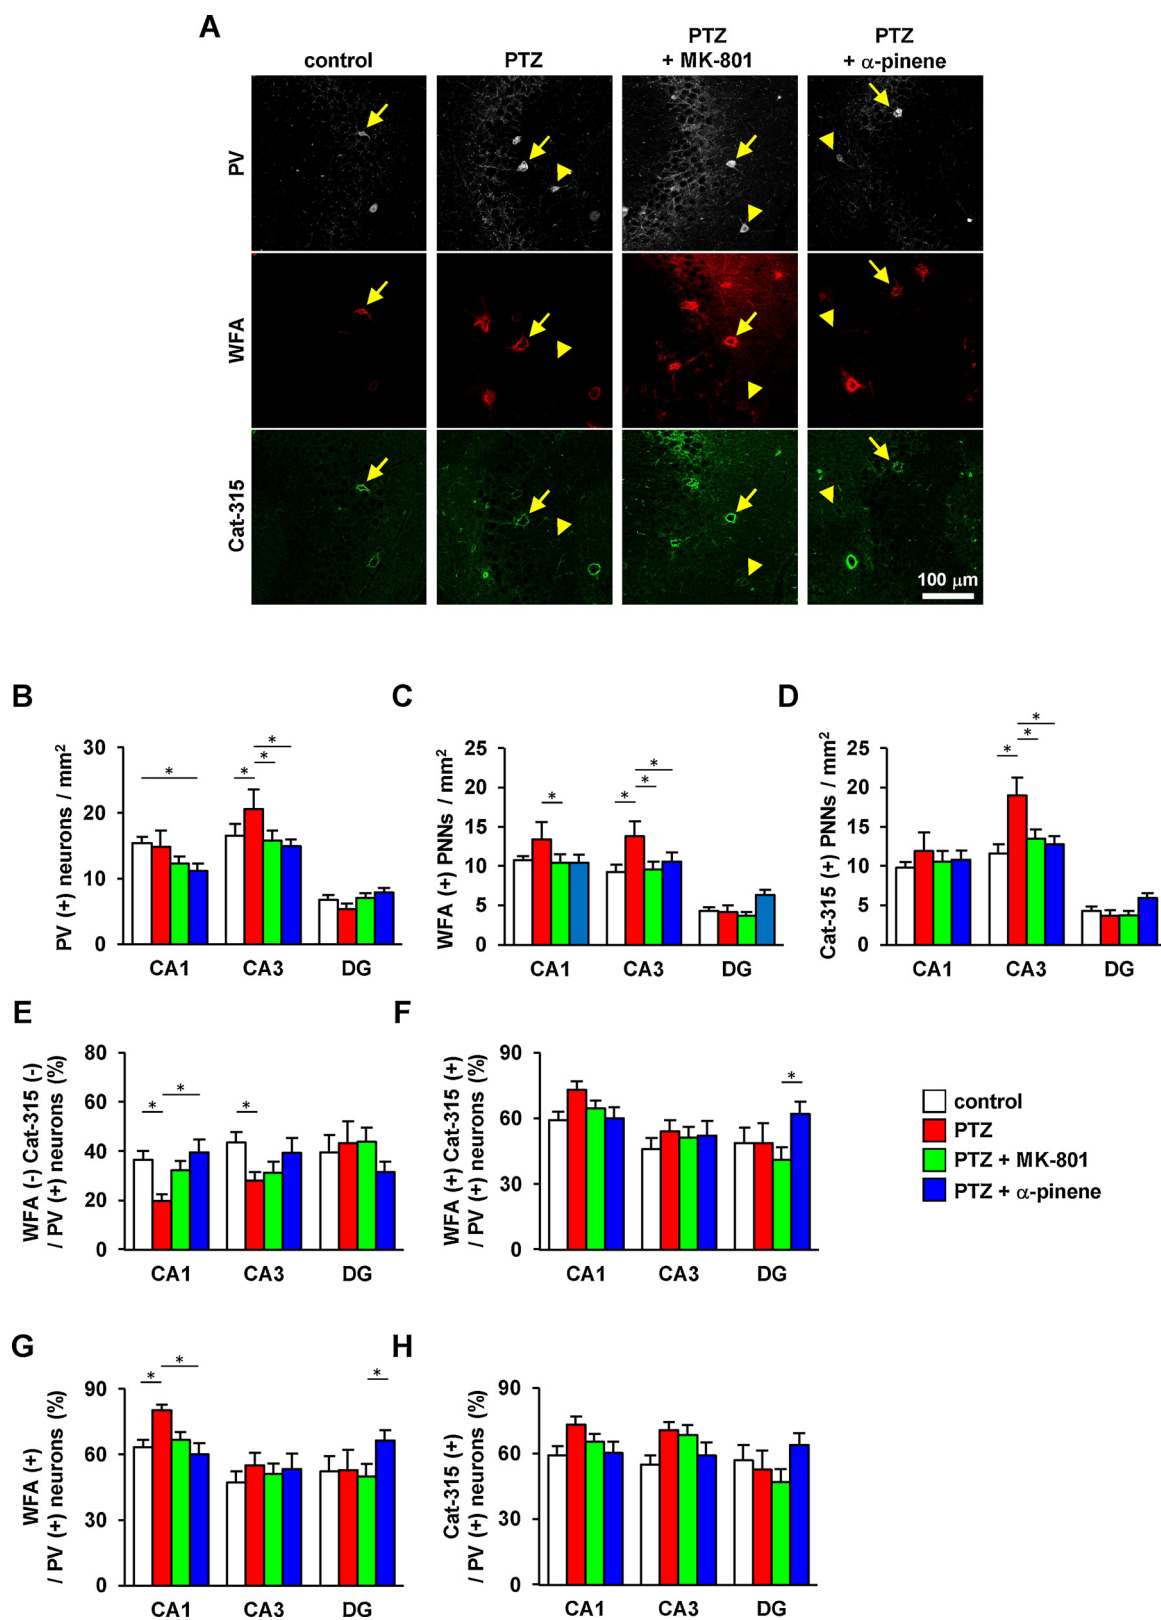 A
control
PTZ
PTZ
+ MK-801
PTZ
+ α-pinene
PV
WFA
Cat-315
100 μm
B
PV (+) neurons / mm²
30
20
10
0
*
*
*
*
CA1
CA3
DG
C
WFA (+) PNNs / mm²
25
20
15
10
5
0
*
*
*
*
CA1
CA3
DG
D
Cat-315 (+) PNNs / mm²
25
20
15
10
5
0
*
*
*
CA1
CA3
DG
E
WFA (-) Cat-315 (-)
/ PV (+) neurons (%)
80
60
40
20
0
*
*
*
CA1
CA3
DG
F
WFA (+) Cat-315 (+)
/ PV (+) neurons (%)
90
60
30
0
*
CA1
CA3
DG
control
PTZ
PTZ + MK-801
PTZ + α-pinene
G
WFA (+)
/ PV (+) neurons (%)
90
60
30
0
*
*
*
CA1
CA3
DG
H
Cat-315 (+)
/ PV (+) neurons (%)
90
60
30
0
CA1
CA3
DG